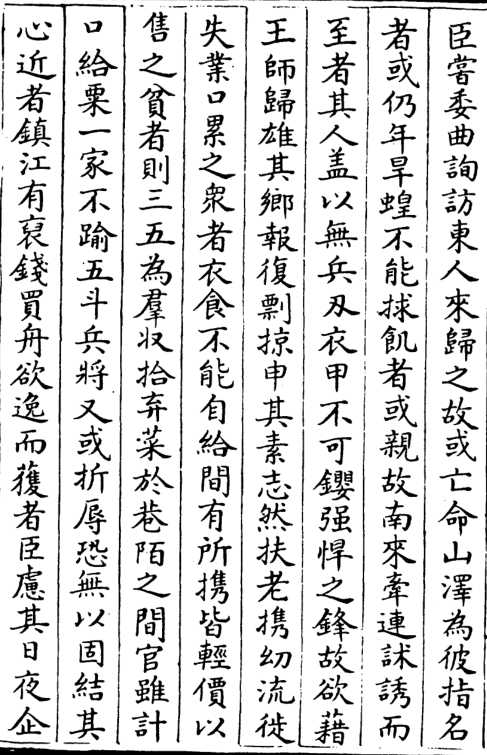 臣嘗委曲詢訪東人來歸之故或亡命山澤為彼指名
者或仍年旱蝗不能捄飢者或親故南來牽連訹誘而
至者其人盖以無兵刄衣甲不可鑍强悍之鋒故欲藉
王師歸雄其鄉報復剽掠申其素志然扶老携幼流徙
失業口累之衆者衣食不能自給間有所携皆輕價以
售之貧者則三五為羣収拾弃菜於巷陌之間官雖計
口給粟一家不踰五斗兵將又或折辱恐無以固結其
心近者鎮江有裒錢買舟欲逸而獲者臣慮其日夜企